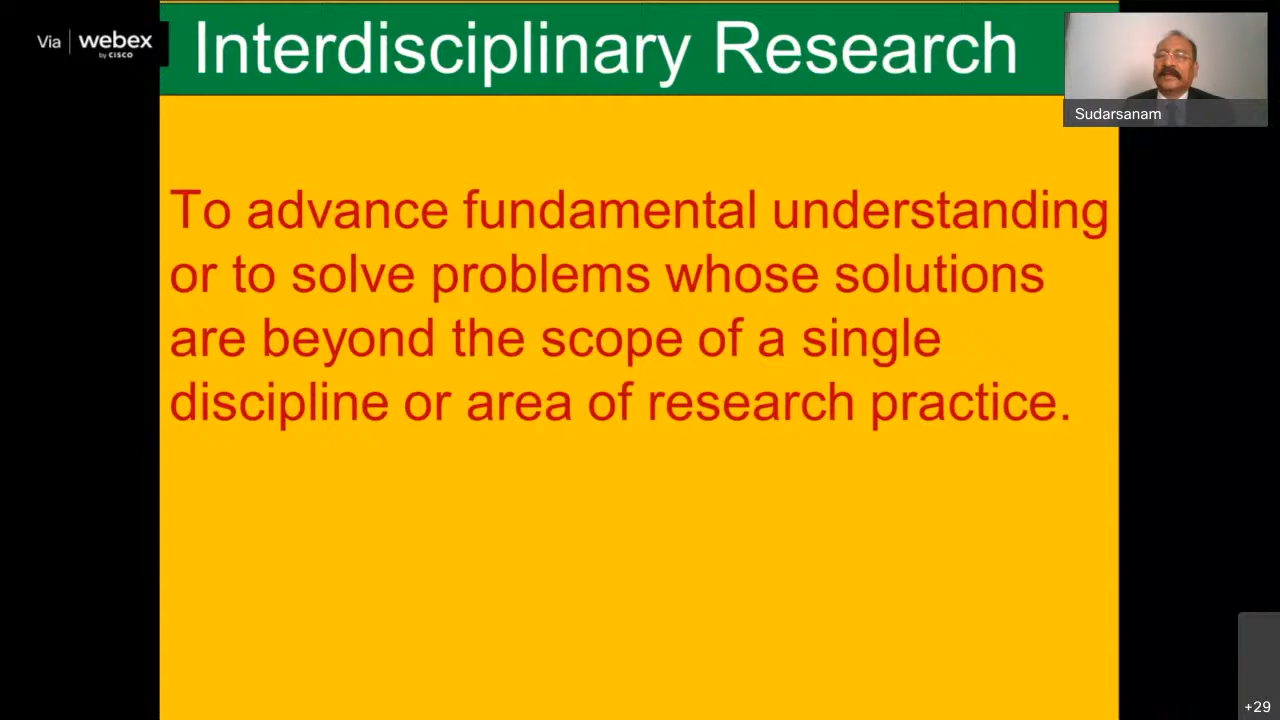 Via webex
by CISCO
Interdisciplinary Research
Sudarsanam
To advance fundamental understanding
or to solve problems whose solutions
are beyond the scope of a single
discipline or area of research practice.
+29